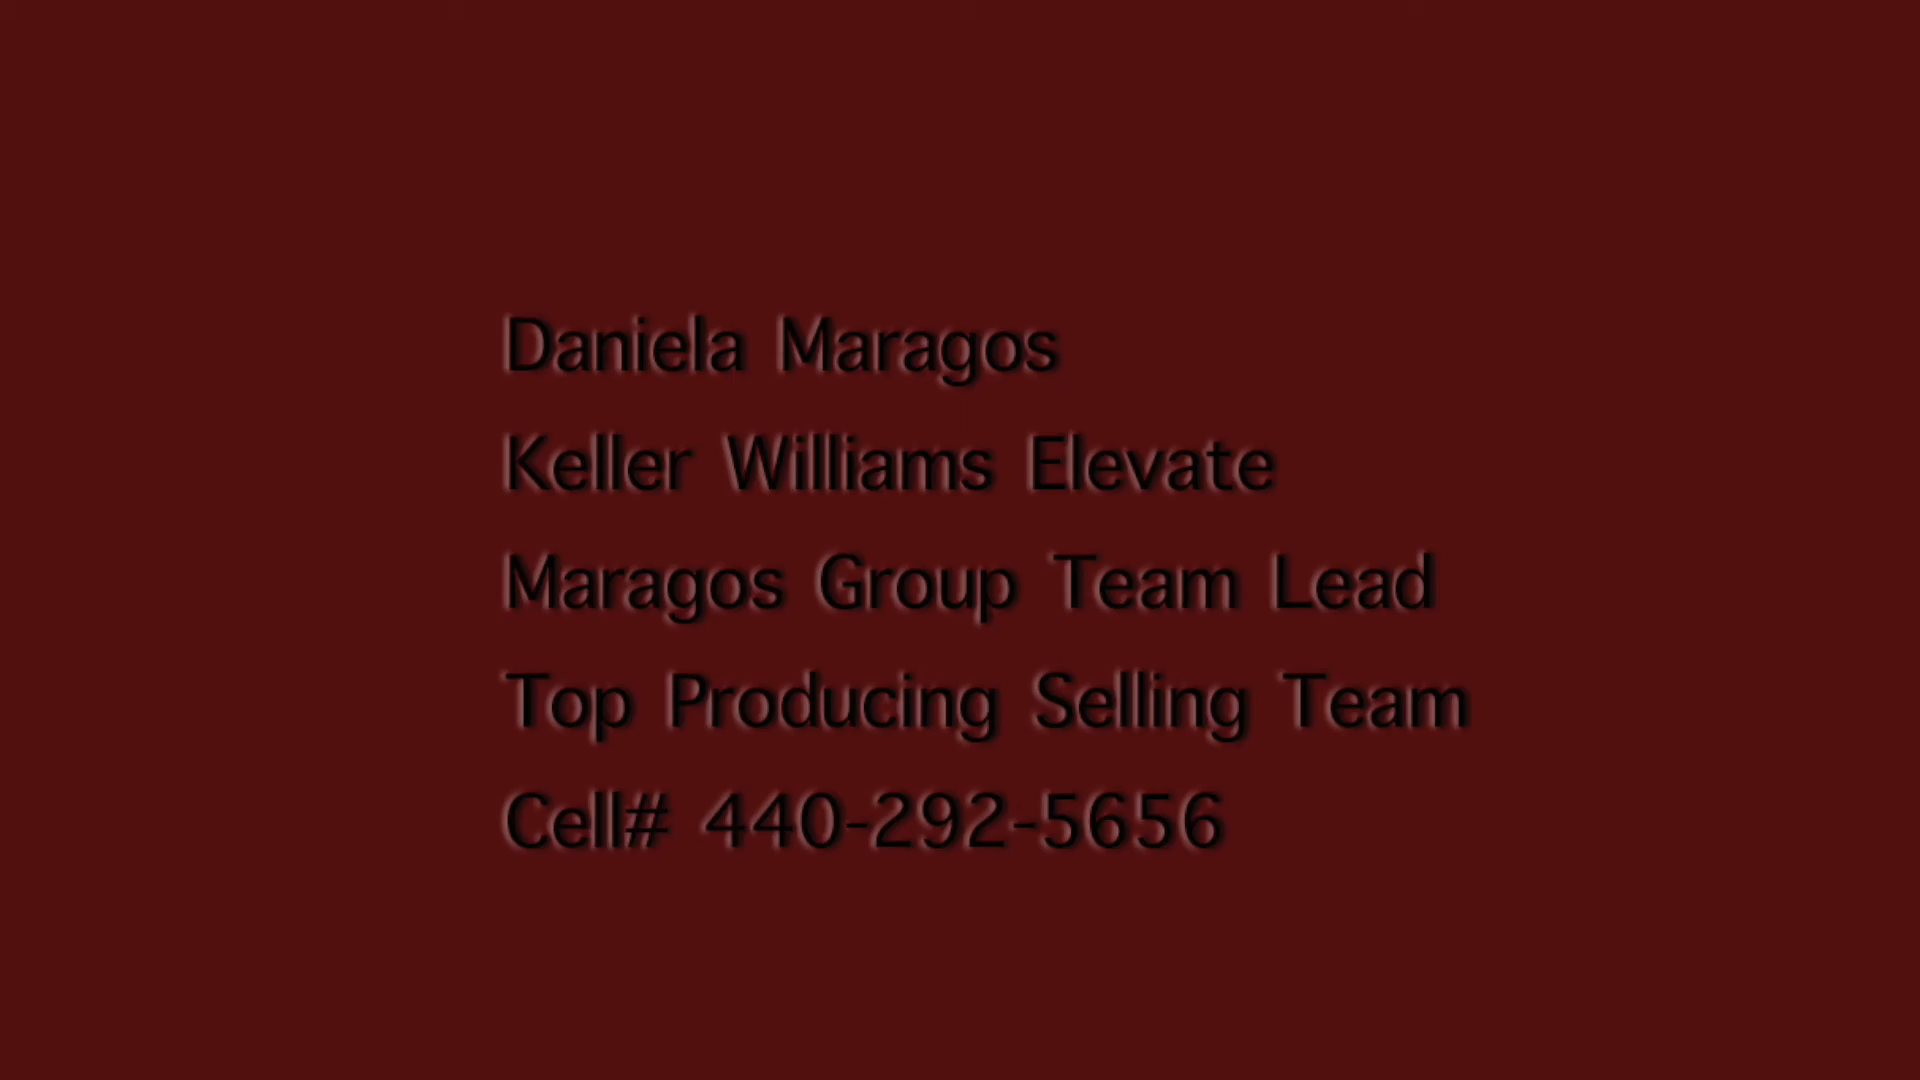 Daniela Maragos
Keller Williams Elevate
Maragos Group Team Lead
Top Producing Selling Team
Cell# 440-292-5656